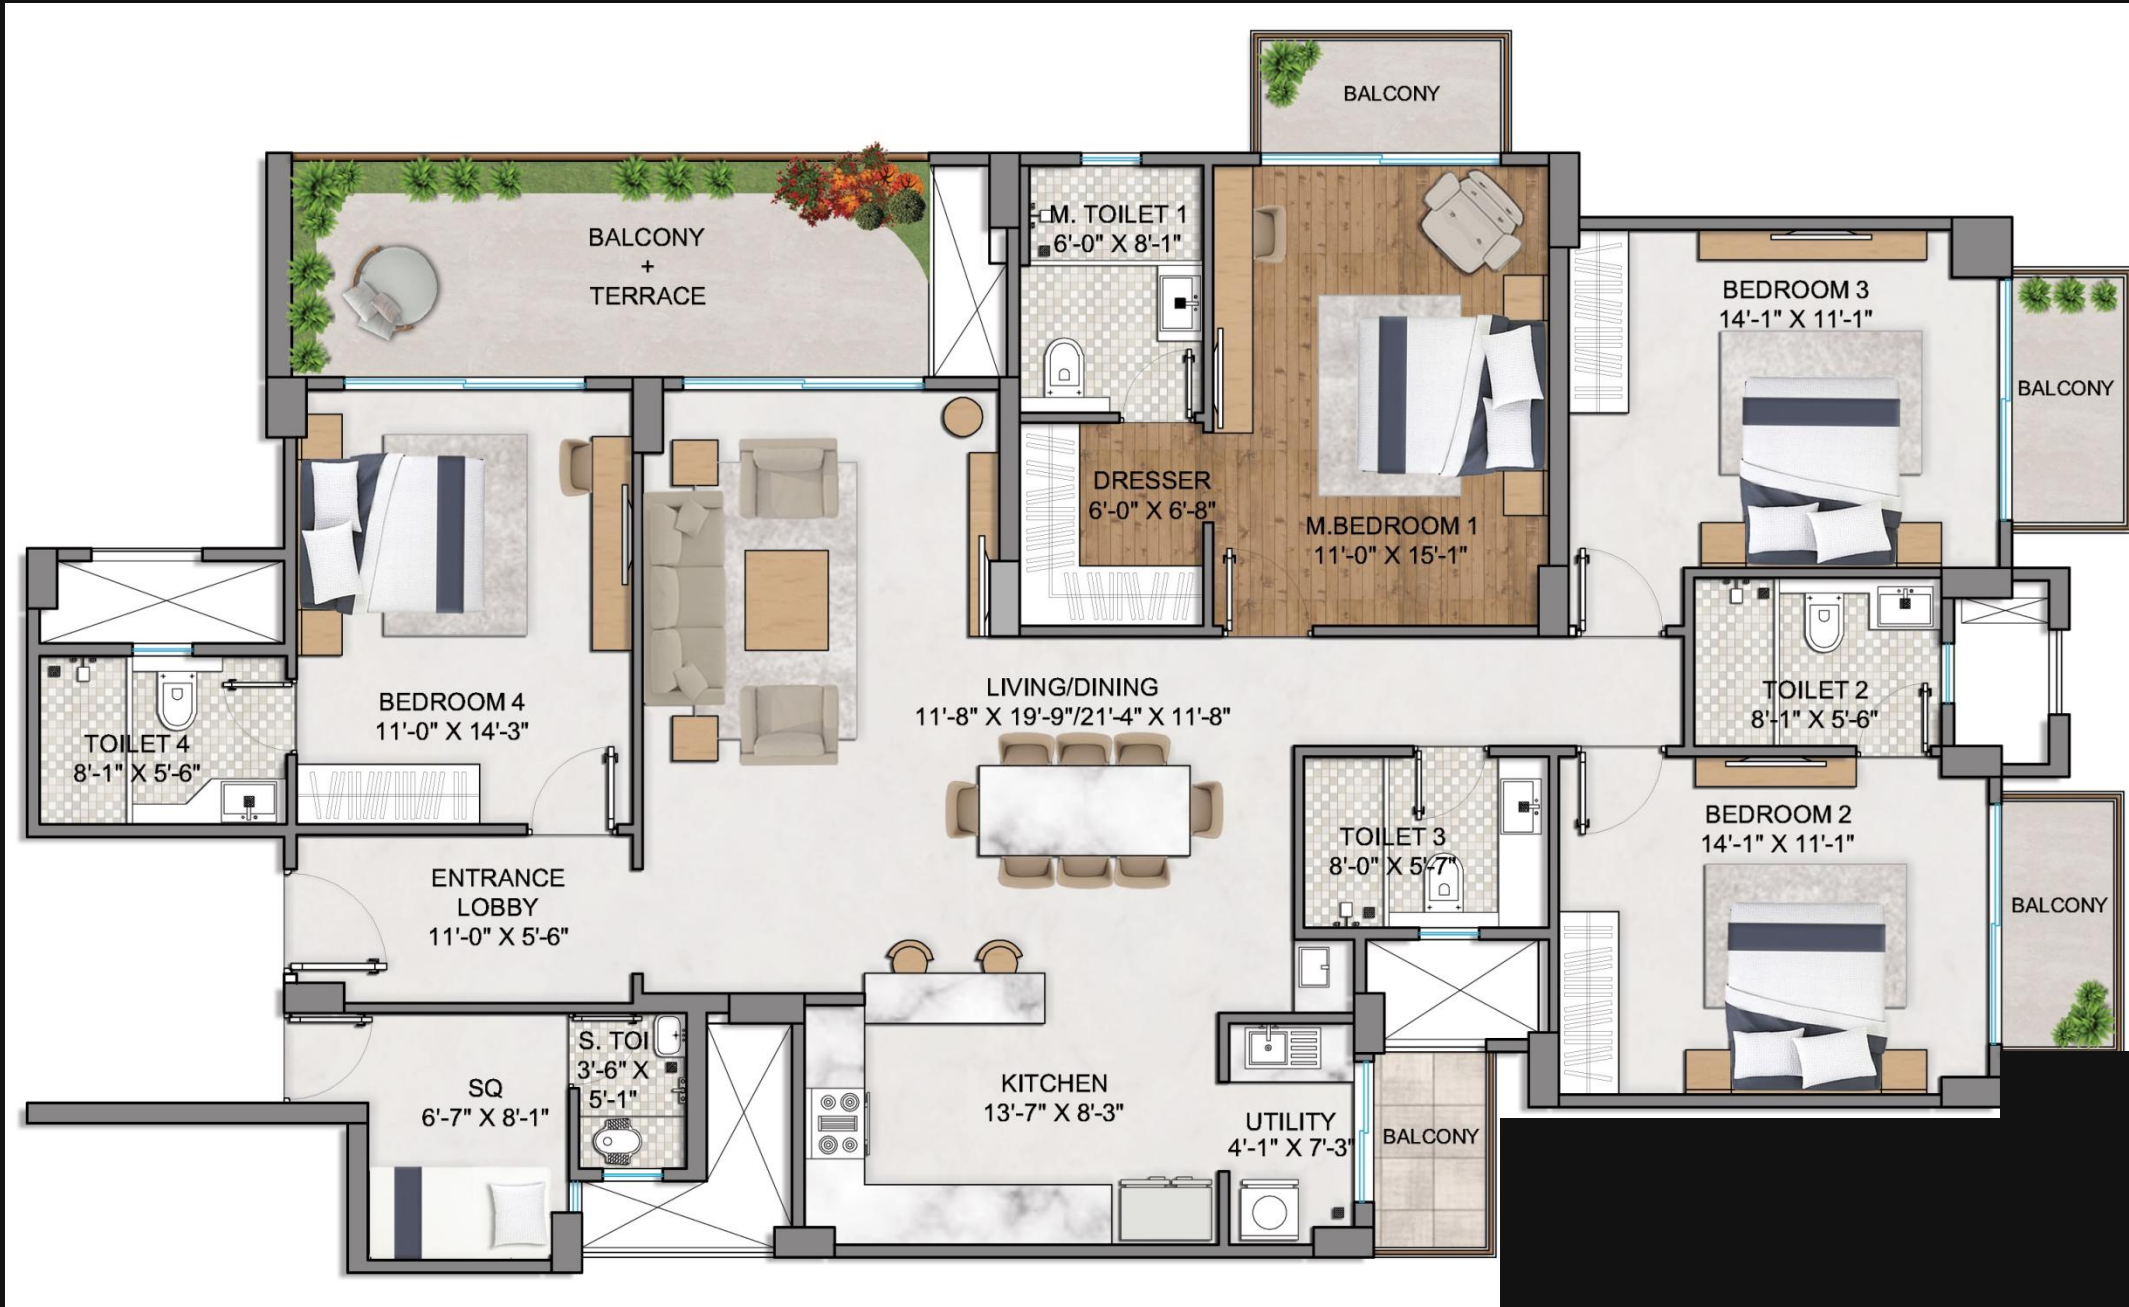 BALCONY
BALCONY
+
TERRACE
M. TOILET 1
6'-0" X 8'-1"
BEDROOM 3
14'-1" X 11'-1"
BALCONY
DRESSER
6'-0" X 6'-8"
M.BEDROOM 1
11'-0" X 15'-1"
BEDROOM 4
11'-0" X 14'-3"
TOILET 4
8'-1" X 5'-6"
LIVING/DINING
11'-8" X 19'-9"/21'-4" X 11'-8"
TOILET 2
8'-1" X 5'-6"
TOILET 3
8'-0" X 5'-7"
BEDROOM 2
14'-1" X 11'-1"
BALCONY
ENTRANCE
LOBBY
11'-0" X 5'-6"
S. TOI
3'-6" X
5'-1"
SQ
6'-7" X 8'-1"
KITCHEN
13'-7" X 8'-3"
UTILITY
4'-1" X 7'-3"
BALCONY